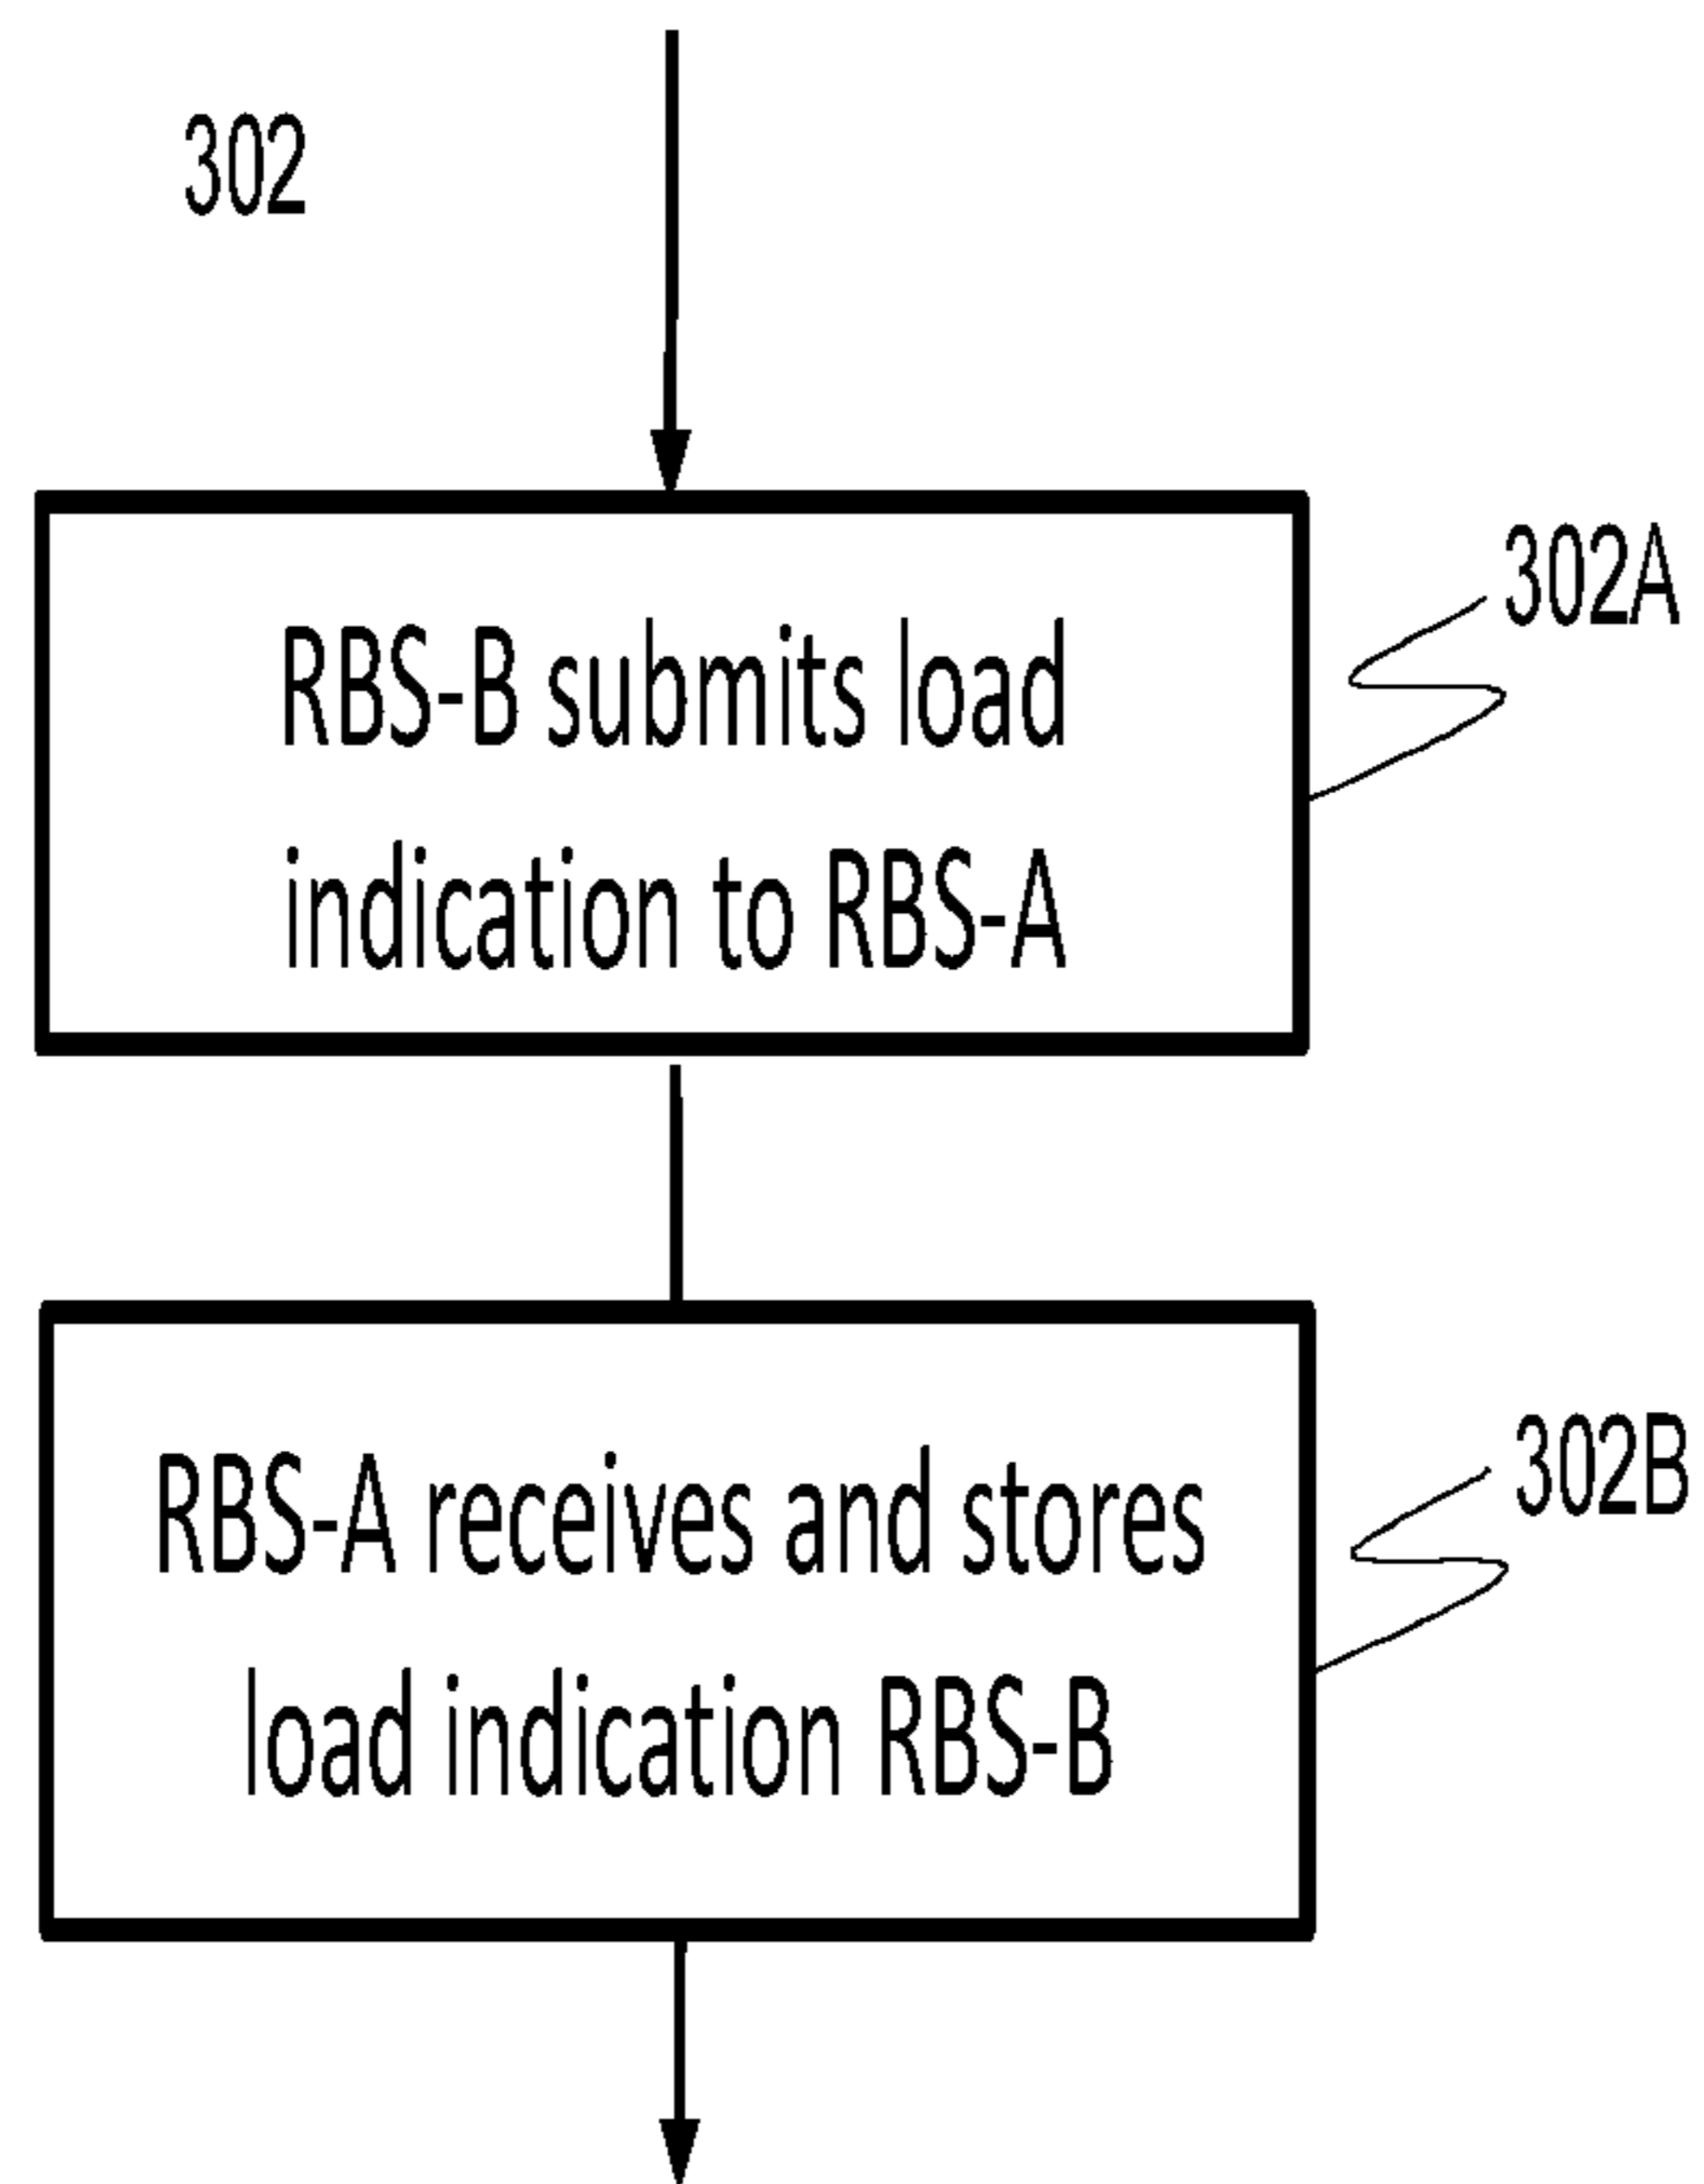 302
302A
RBS-B submits load
indication to RBS-A
302B
RBS-A receives and stores
load indication RBS-B